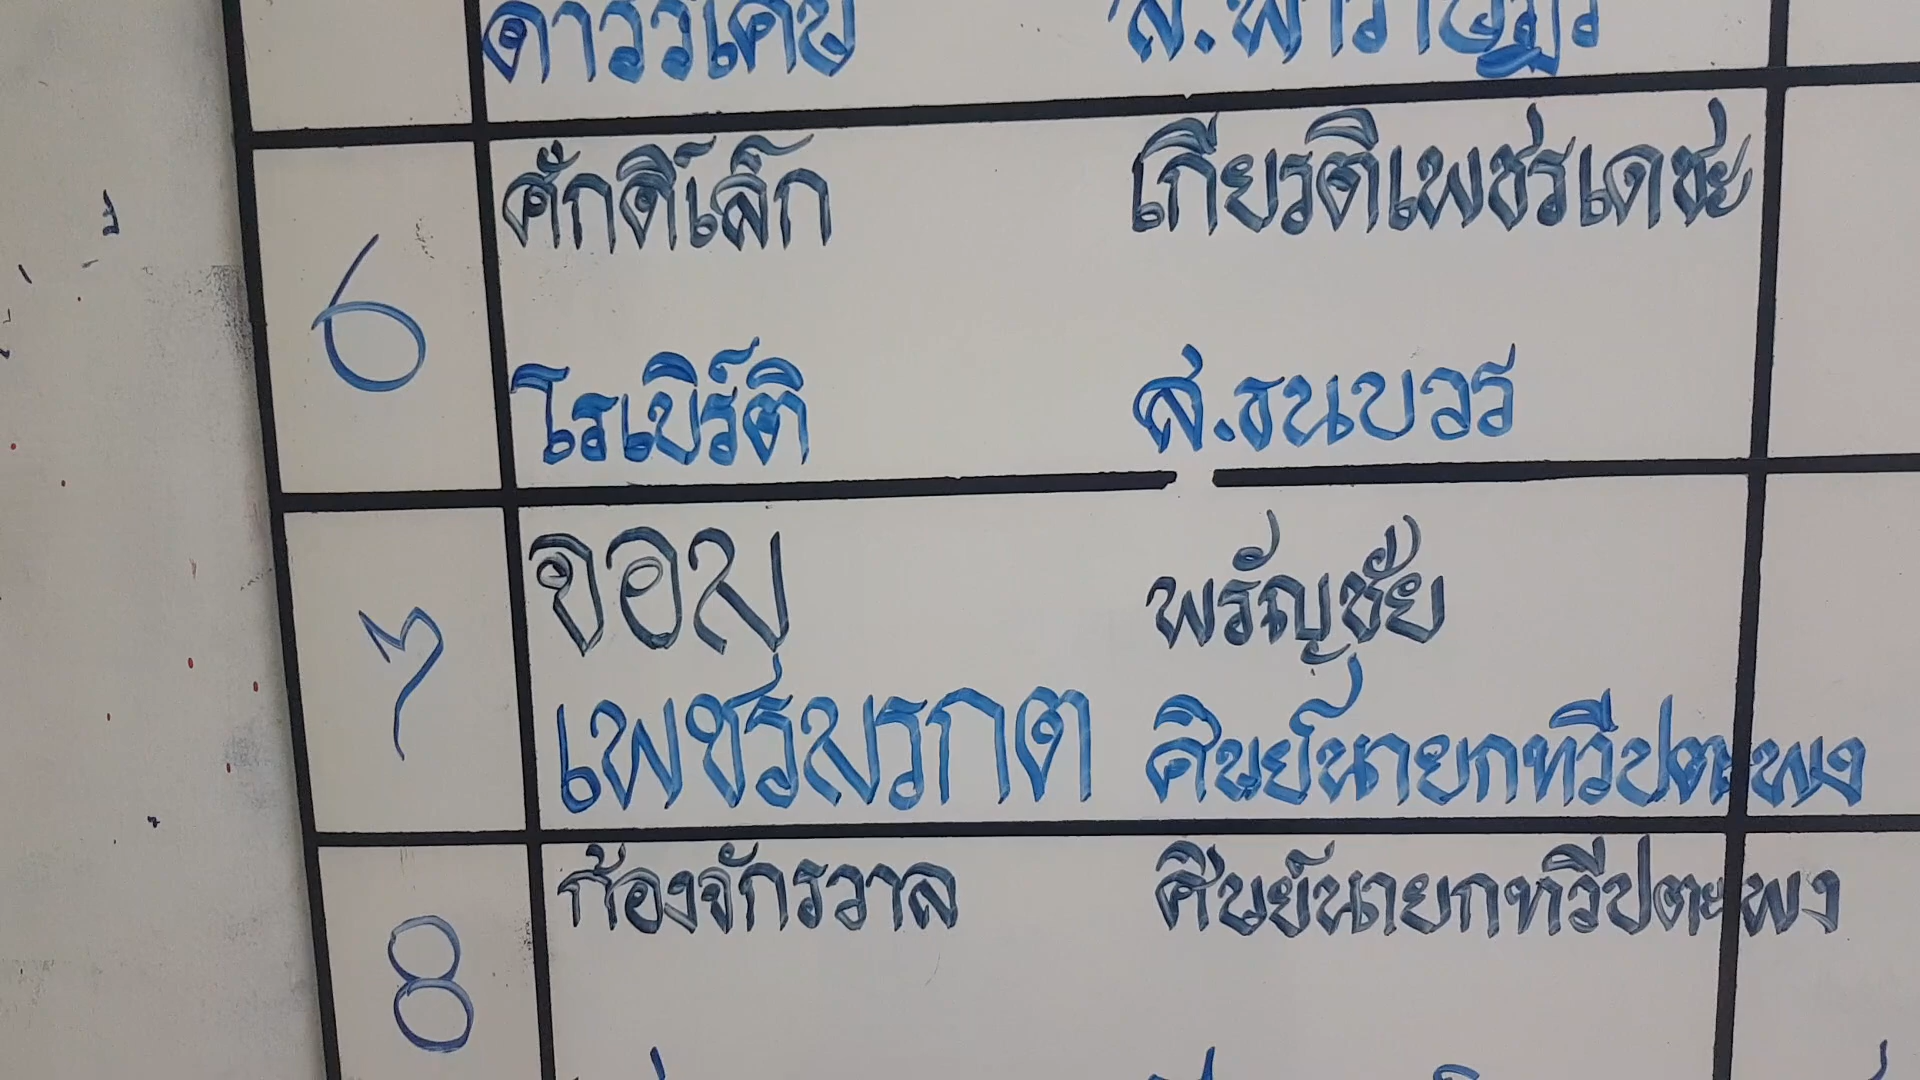 ศักดิ์เล็ก เกียรติเพชรเดชะ
6
โรเบิร์ต ส.ธนบวร
จอม พรัญชัย
7
เพชรมรกต ศิษย์นายกทวีปตะพง
ก้องจักรวาล ศิษย์นายกทวีปตะพง
8